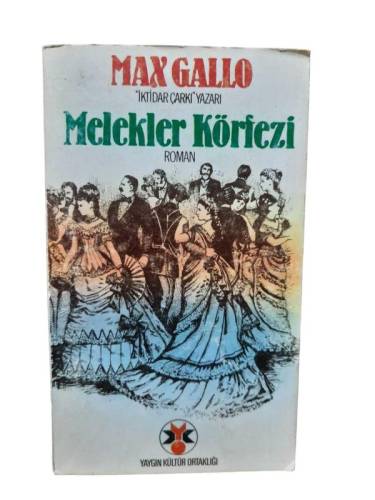 MAX GALLO
"İKTİDAR ÇARKI" YAZARI
Melekler Körfezi
ROMAN
YAYGIN KÜLTÜR ORTAKLIĞI